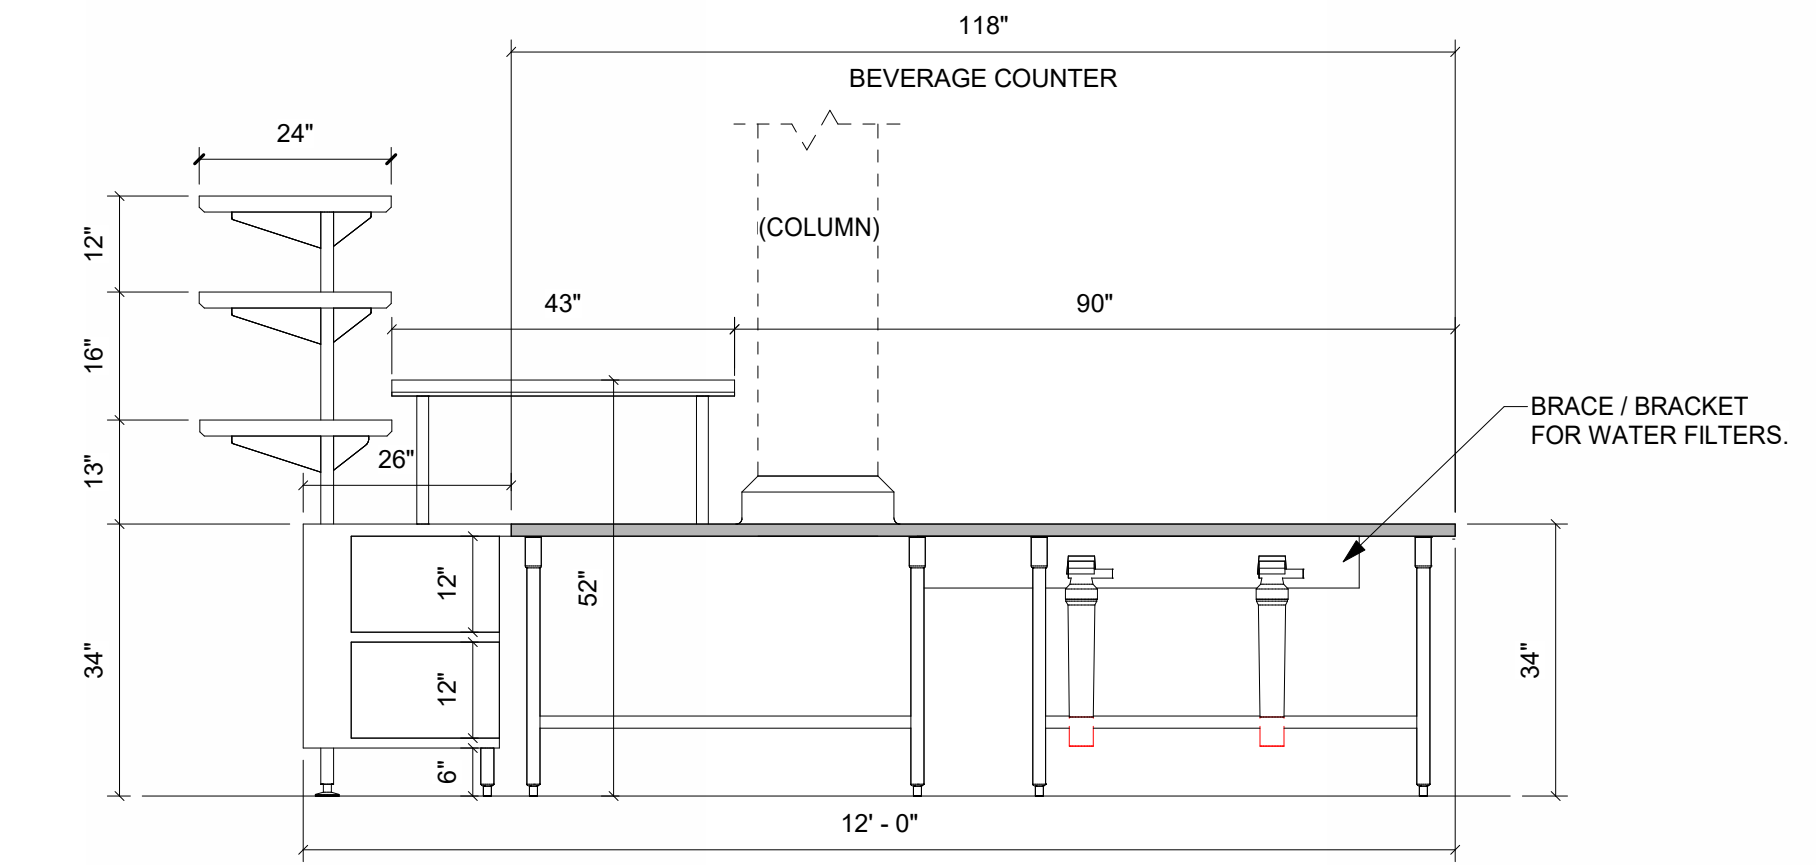 118"
BEVERAGE COUNTER
24"
(COLUMN)
12"
43"
90"
16"
BRACE / BRACKET
FOR WATER FILTERS.
26"
13"
12"
52"
34"
12"
34"
6"
12' - 0"